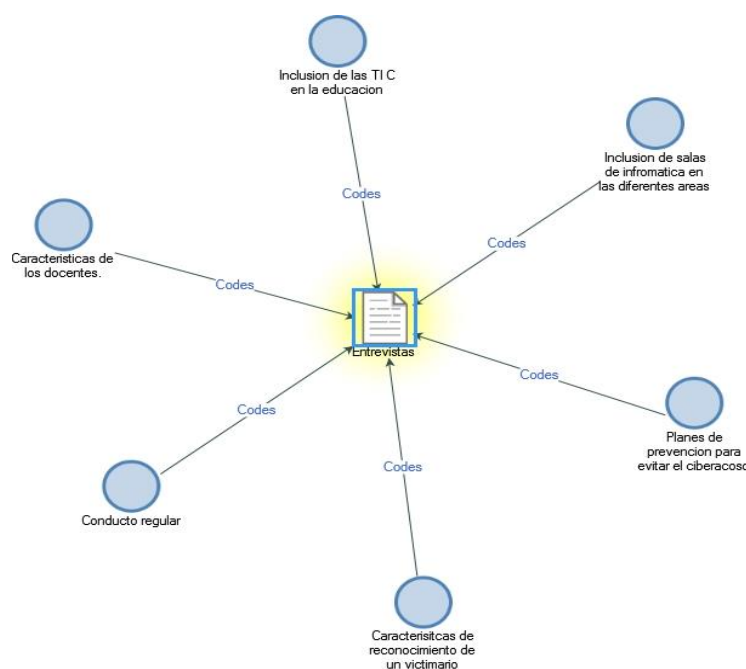 Inclusion de las TI C
en la educacion
Inclusion de salas
de infromatica en
las diferentes areas
Codes
Codes
Caracteristicas de
los docentes.
Codes
Entrevistas
Codes
Codes
Planes de
prevencion para
evitar el ciberacoso
Codes
Conducto regular
Caracterisitcas de
reconocimiento de
un victimario